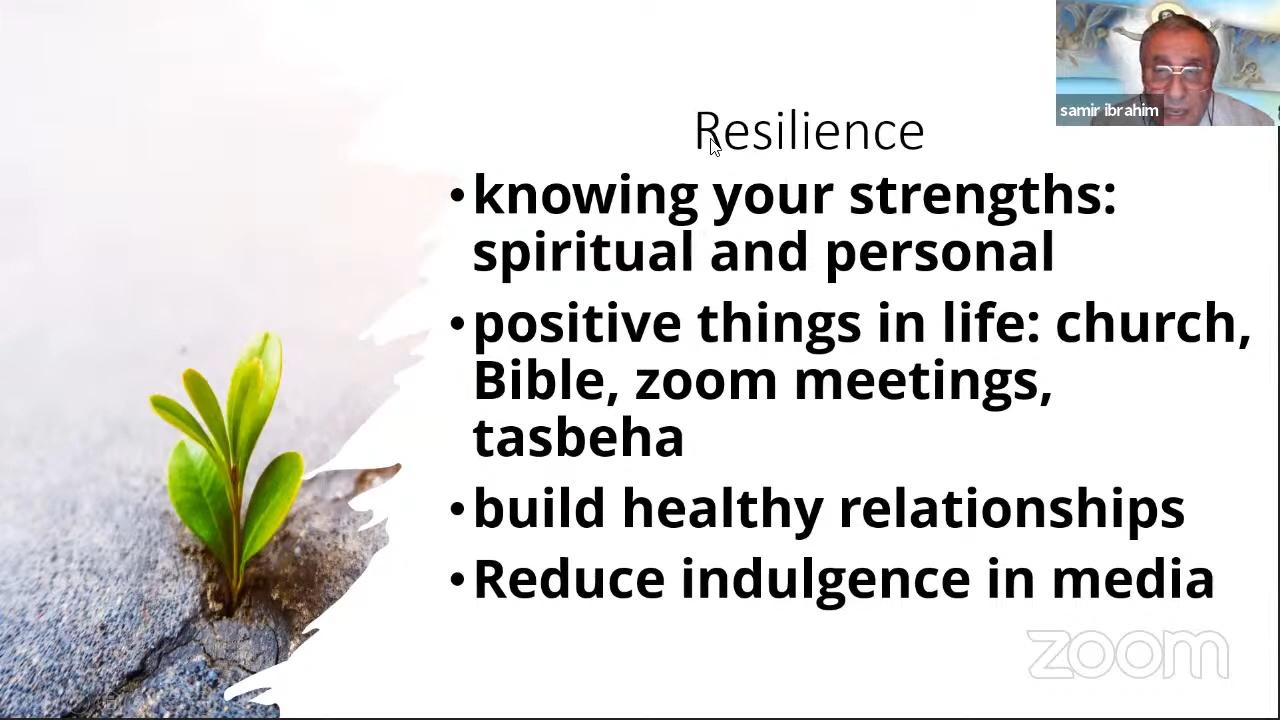 samir ibrahim
Resilience
•knowing your strengths:
spiritual and personal
•positive things in life: church,
Bible, zoom meetings,
tasbeha
•build healthy relationships
•Reduce indulgence in media
zoom